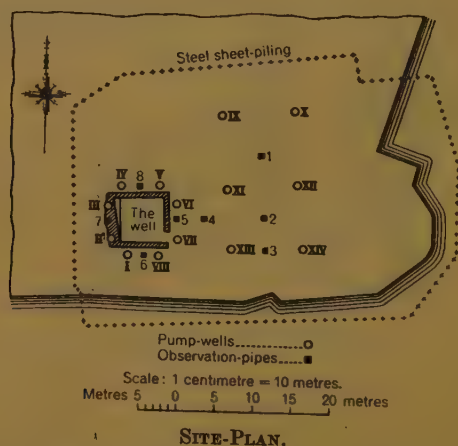 Steel sheet-piling
IX
X
1
IV 8 V
XI
XII
III
VI
7
The
well
5
4
2
II
VII
XIII
3
XIV
I 6 VIII
Pump-wells
Observation-pipes
Scale: 1 centimetre = 10 metres.
Metres 5 0 5 10 20 metres
SITE-PLAN.